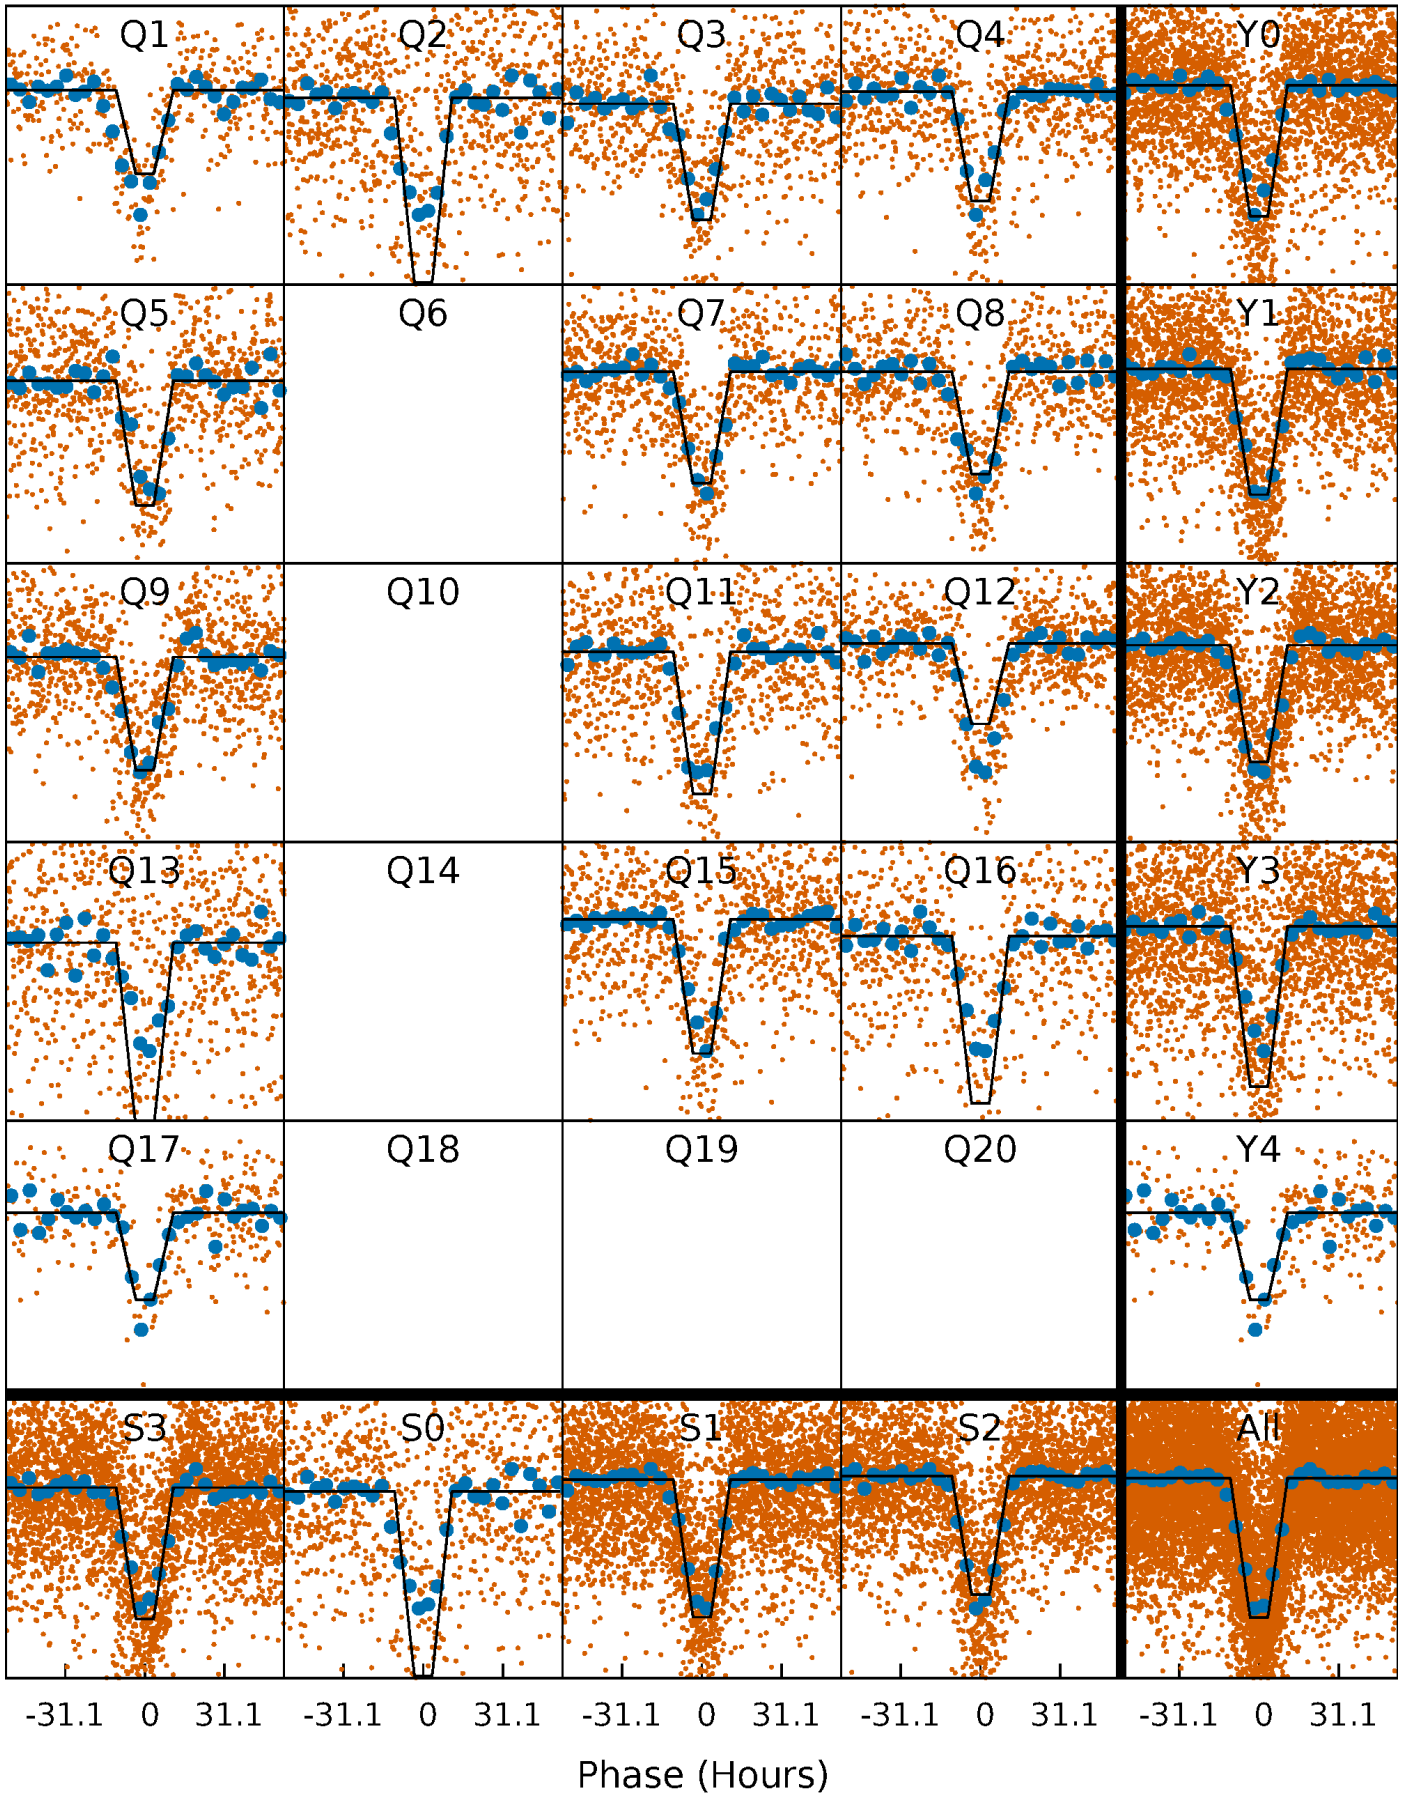 Q1 Q2 Q3 Q4 Y0
Q5 Q6 Q7 Q8 Y1
Q9 Q10 Q11 Q12 Y2
Q13 Q14 Q15 Q16 Y3
Q17 Q18 Q19 Q20 Y4
S3 S0 S1 S2 All
-31.1 0 31.1 -31.1 0 31.1 -31.1 0 31.1 -31.1 0 31.1 -31.1 0 31.1
Phase (Hours)